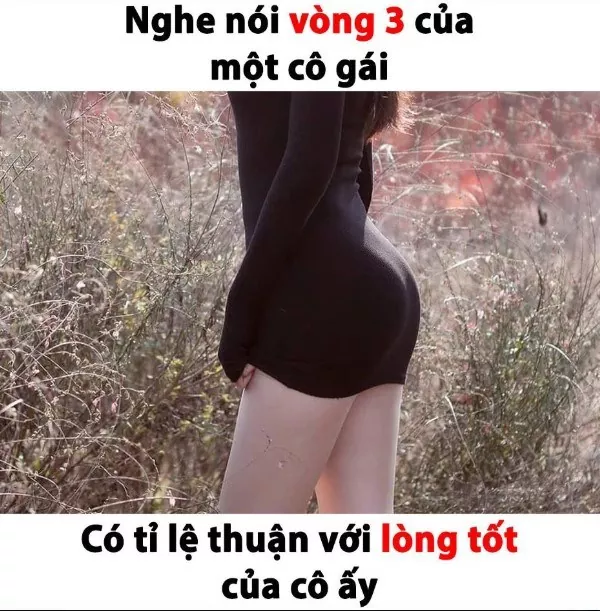 Nghe nói vòng 3 của
một cô gái
Có tỉ lệ thuận với lòng tốt
của cô ấy